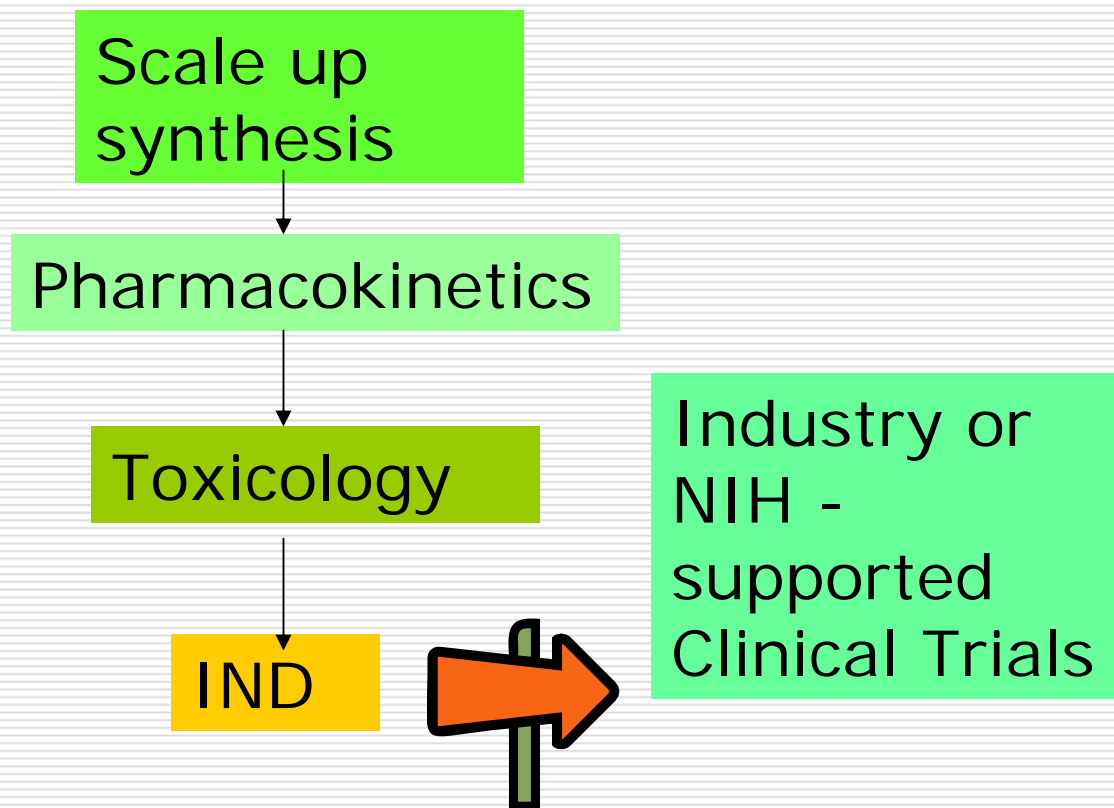 Scale up
synthesis
Pharmacokinetics
Toxicology
IND
Industry or
NIH -
supported
Clinical Trials